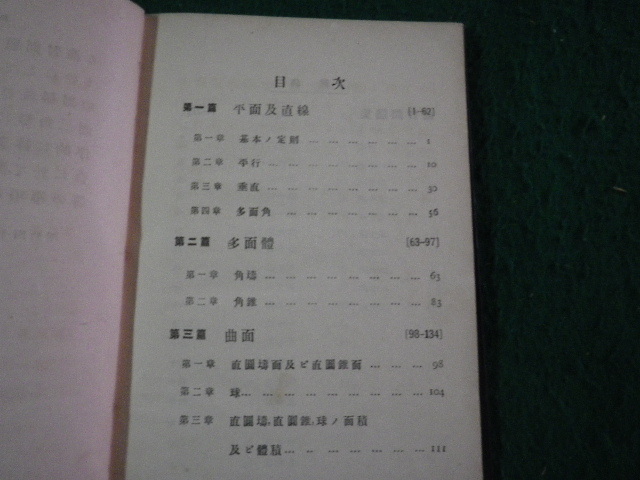 目次
第一篇 平面及直線 [1-62]
第一章 基本ノ定則 ... ... ... ... ... ... 1
第二章 平行 ... ... ... ... ... ... ... 10
第三章 垂直 ... ... ... ... ... ... ... 30
第四章 多面角 ... ... ... ... ... ... ... 56
第二篇 多面體 [63-97]
第一章 角壔 ... ... ... ... ... ... ... 63
第二章 角錐 ... ... ... ... ... ... ... 83
第三篇 曲面 [98-134]
第一章 直圓壔面及ビ直圓錐面 ... ... ... 98
第二章 球 ... ... ... ... ... ... ... 104
第三章 直圓壔,直圓錐,球ノ面積
及ビ體積 ... ... ... ... ... ... ... 111